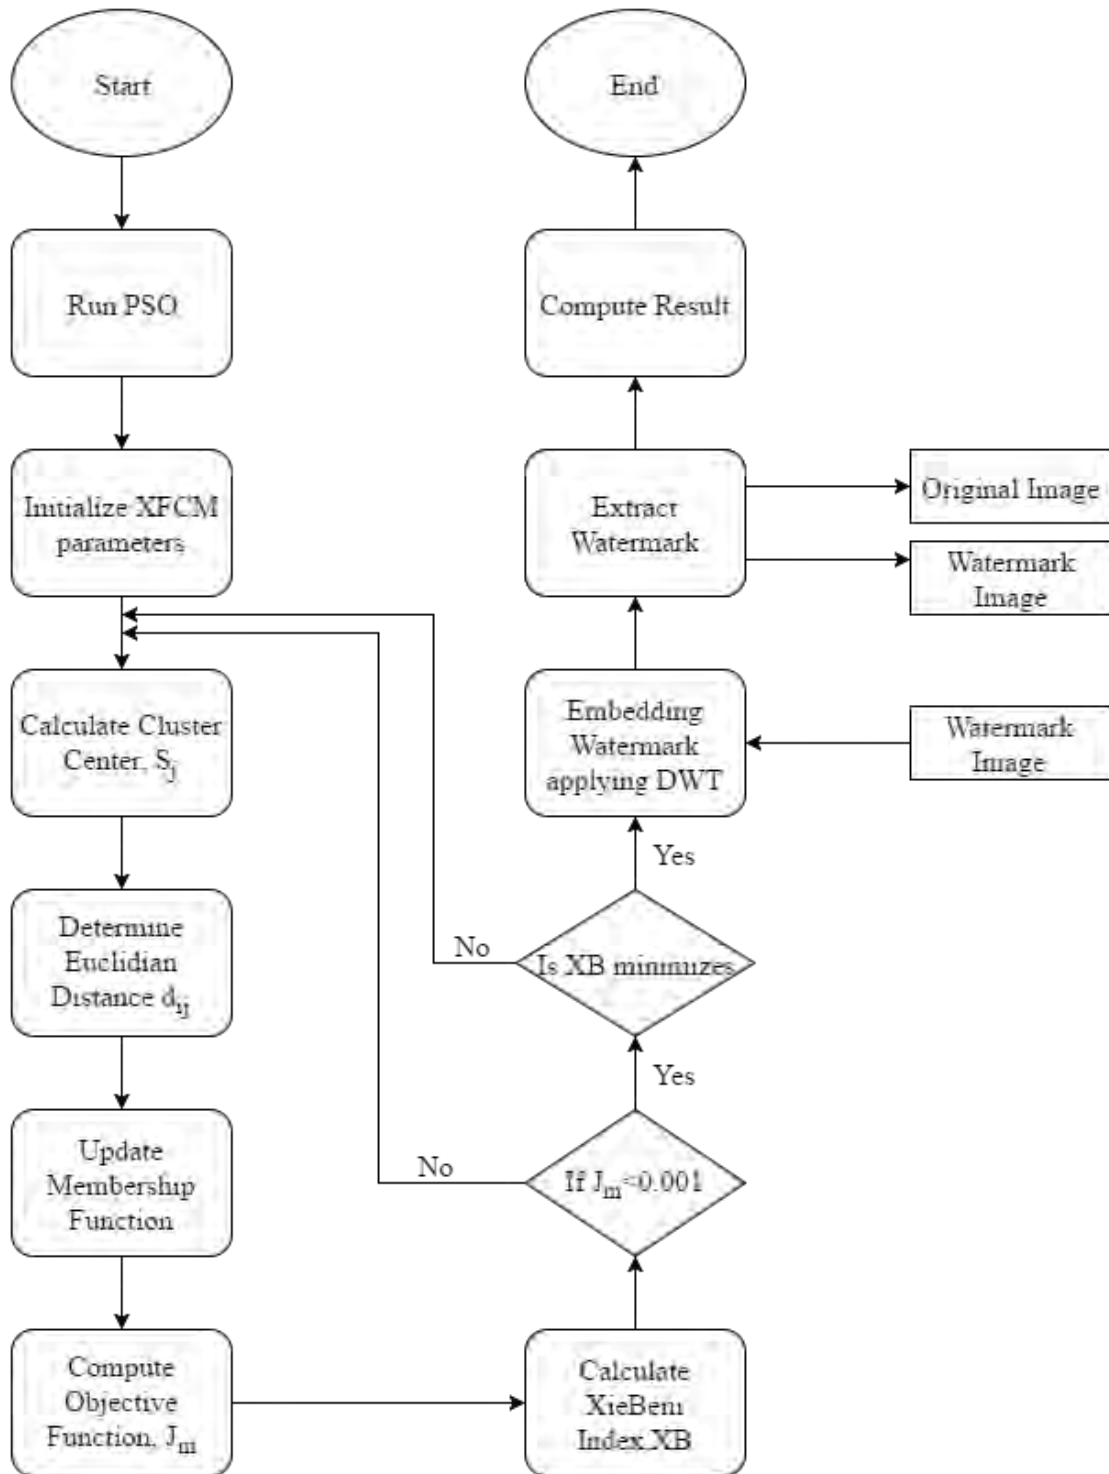 Start
Run PSO
Initialize XFCM
parameters
Calculate Cluster
Center, Sj
Determine
Euclidian
Distance dij
Update
Membership
Function
Compute
Objective
Function, Jm
Calculate
XieBeni
Index,XB
If Jm<0.001
No
Yes
Is XB minimizes
No
Yes
Embedding
Watermark
applying DWT
Watermark
Image
Extract
Watermark
Original Image
Watermark
Image
Compute Result
End